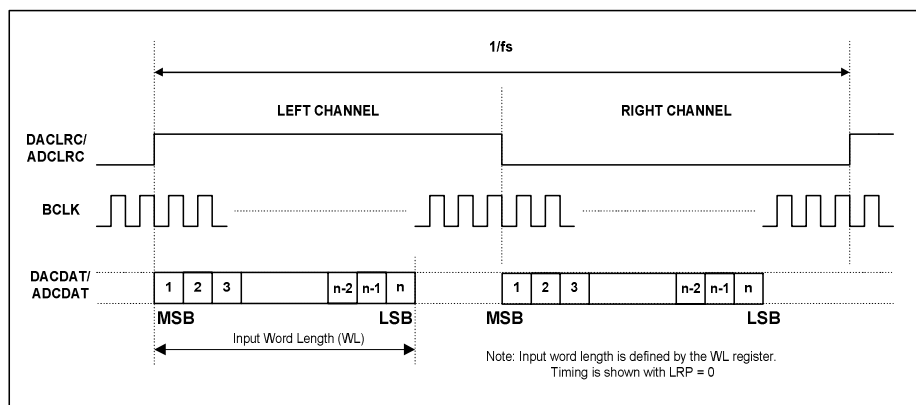 1/fs
LEFT CHANNEL
RIGHT CHANNEL
DACLRC/
ADCLRC
BCLK
DACDAT/
ADCDAT
1 2 3 n-2 n-1 n 1 2 3 n-2 n-1 n
MSB LSB MSB LSB
Input Word Length (WL)
Note: Input word length is defined by the WL register.
Timing is shown with LRP = 0